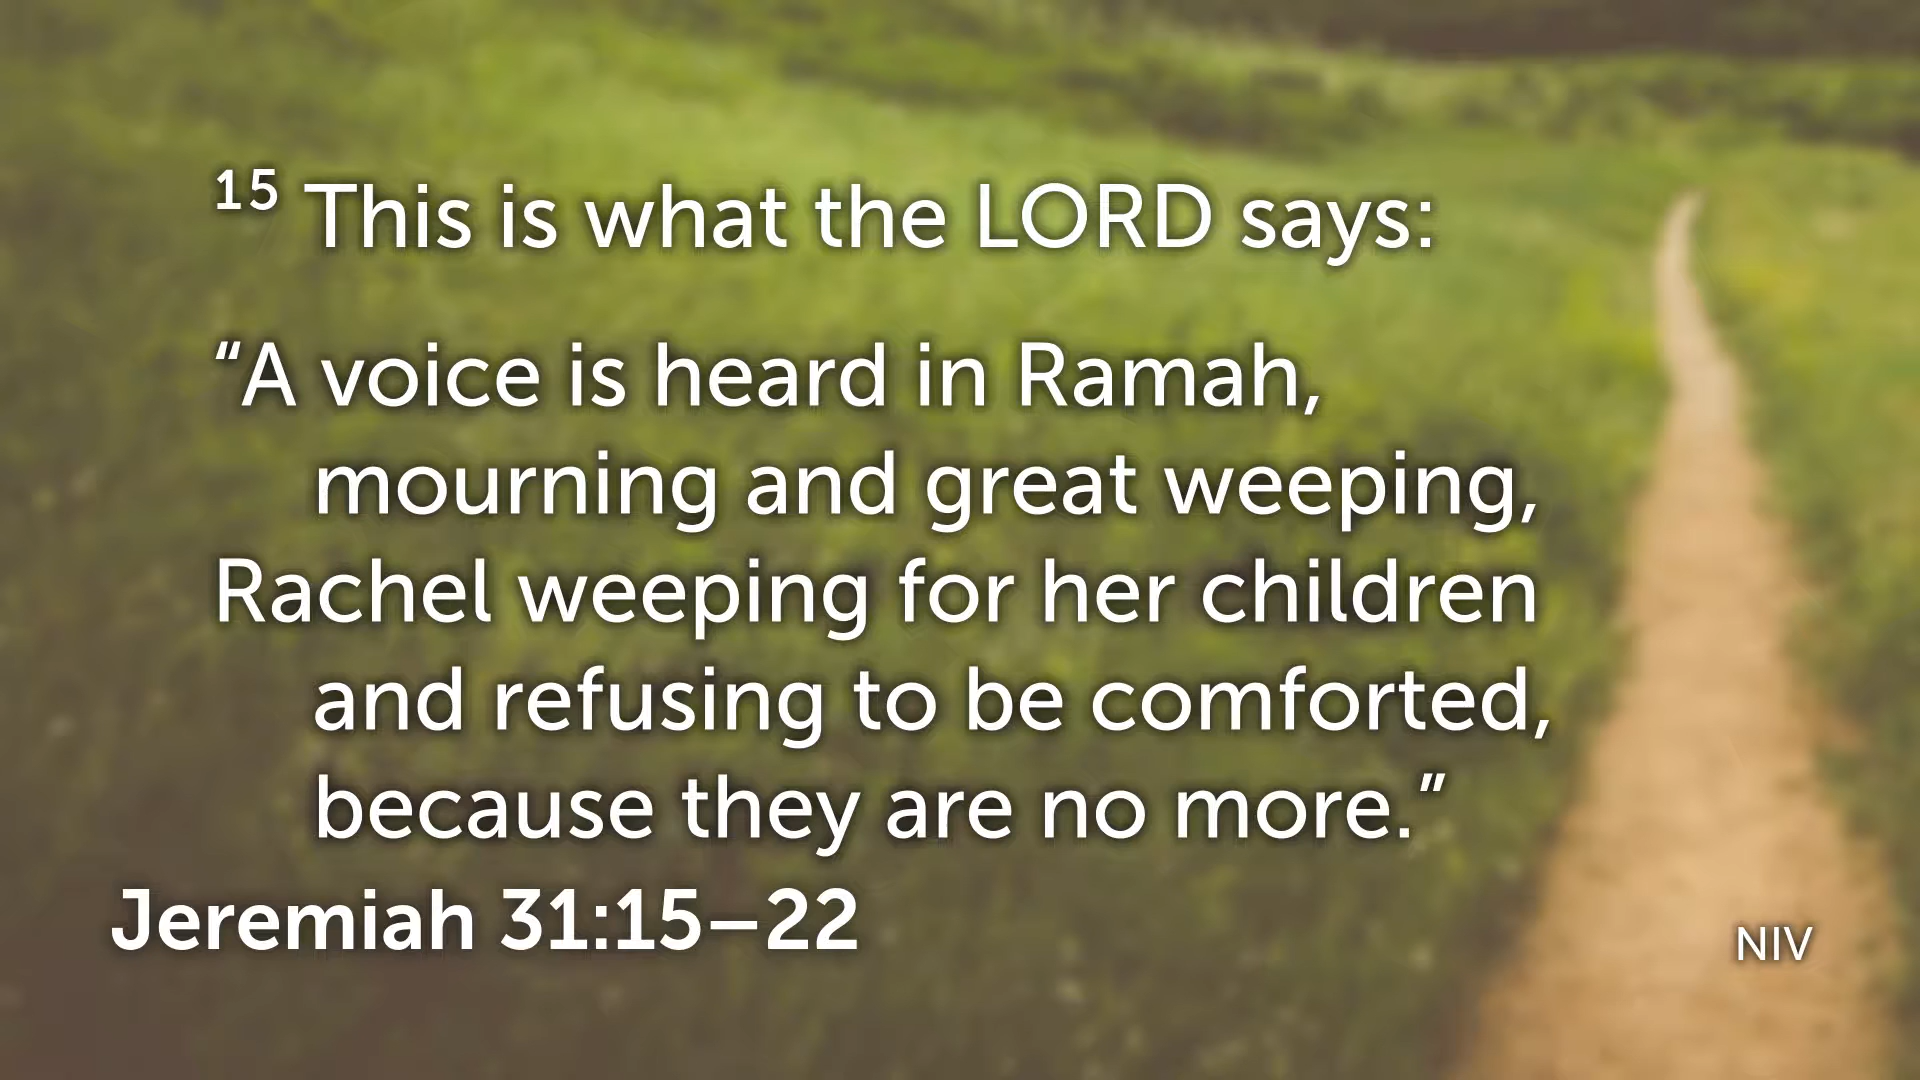 15 This is what the LORD says:
“A voice is heard in Ramah,
mourning and great weeping,
Rachel weeping for her children
and refusing to be comforted,
because they are no more.”
Jeremiah 31:15–22
NIV